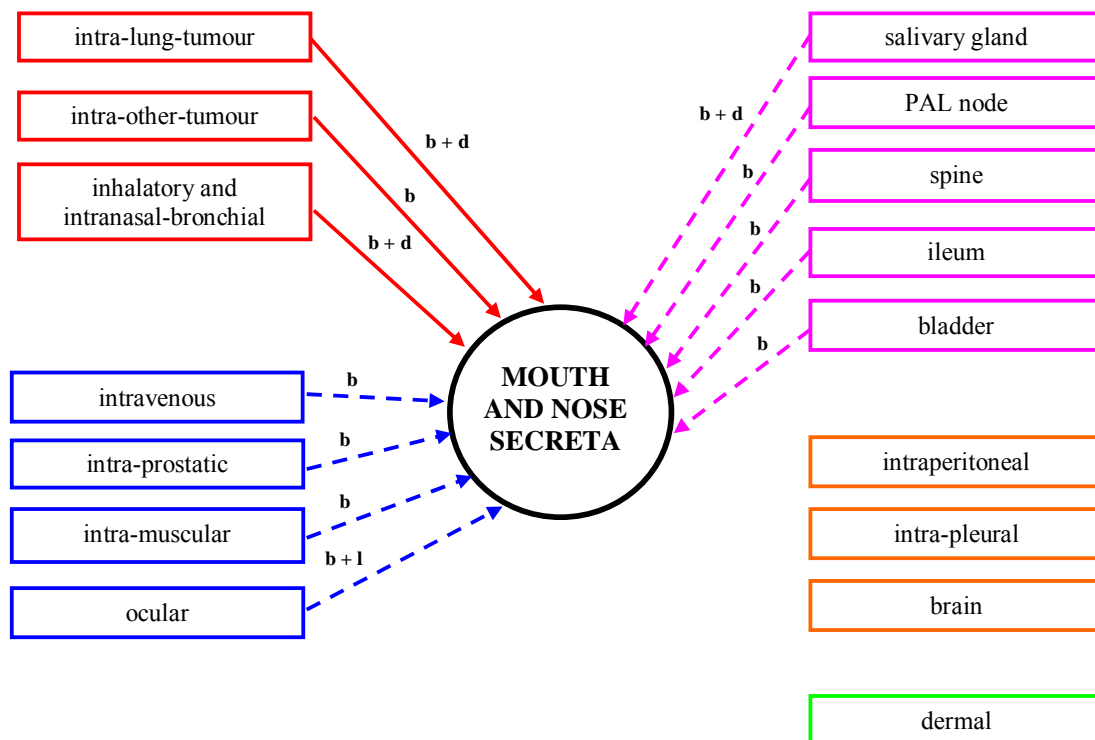 intra-lung-tumour
intra-other-tumour
inhalatory and
intranasal-bronchial
b + d
b
b + d
intravenous
intra-prostatic
intra-muscular
ocular
b
b
b
b + l
MOUTH
AND NOSE
SECRETA
salivary gland
PAL node
spine
ileum
bladder
b + d
b
b
b
b
intraperitoneal
intra-pleural
brain
dermal